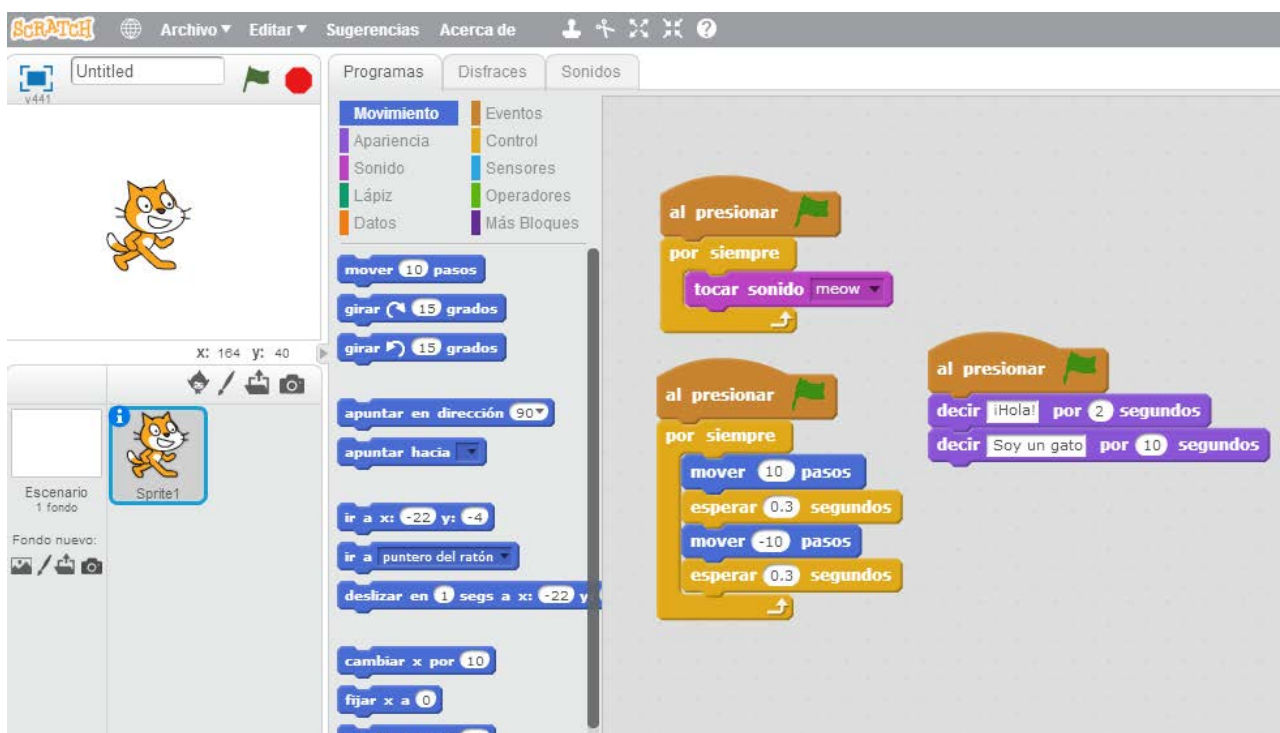 SCRATCH Archivo Editar Sugerencias Acerca de
Untitled
v441
X: 164 y: 40
Sprite1
Escenario
1 fondo
Fondo nuevo:
Programas Disfraces Sonidos
Movimiento Eventos
Apariencia Control
Sonido Sensores
Lápiz Operadores
Datos Más Bloques
mover 10 pasos
girar 15 grados
girar 15 grados
apuntar en dirección 90
apuntar hacia
ir a x: -22 y: -4
ir a puntero del ratón
deslizar en 1 segs a x: -22 y
cambiar x por 10
fijar x a 0
al presionar
por siempre
tocar sonido meow
al presionar
por siempre
mover 10 pasos
esperar 0.3 segundos
mover -10 pasos
esperar 0.3 segundos
al presionar
decir ¡Hola! por 2 segundos
decir Soy un gato por 10 segundos